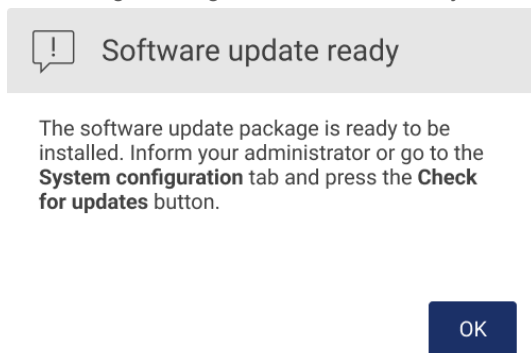 Software update ready
The software update package is ready to be
installed. Inform your administrator or go to the
System configuration tab and press the Check
for updates button.
OK